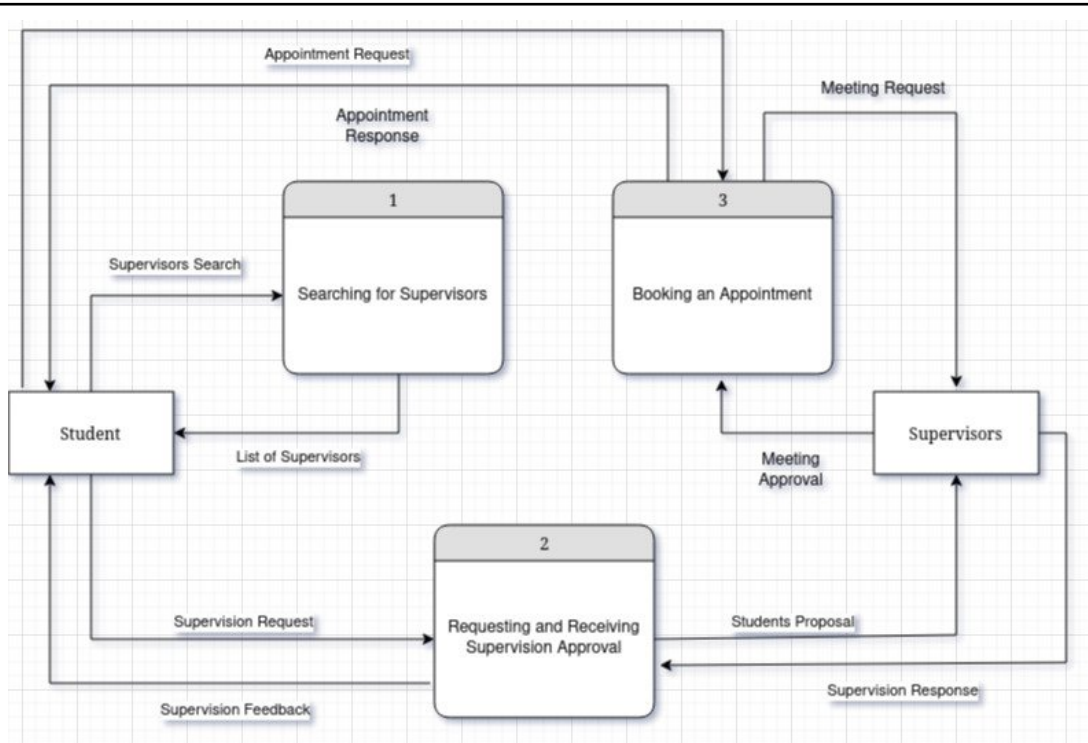 Appointment Request
Meeting Request
Appointment
Response
1
3
Supervisors Search
Searching for Supervisors
Booking an Appointment
Student
Supervisors
List of Supervisors
Meeting
Approval
2
Supervision Request
Requesting and Receiving
Supervision Approval
Students Proposal
Supervision Response
Supervision Feedback